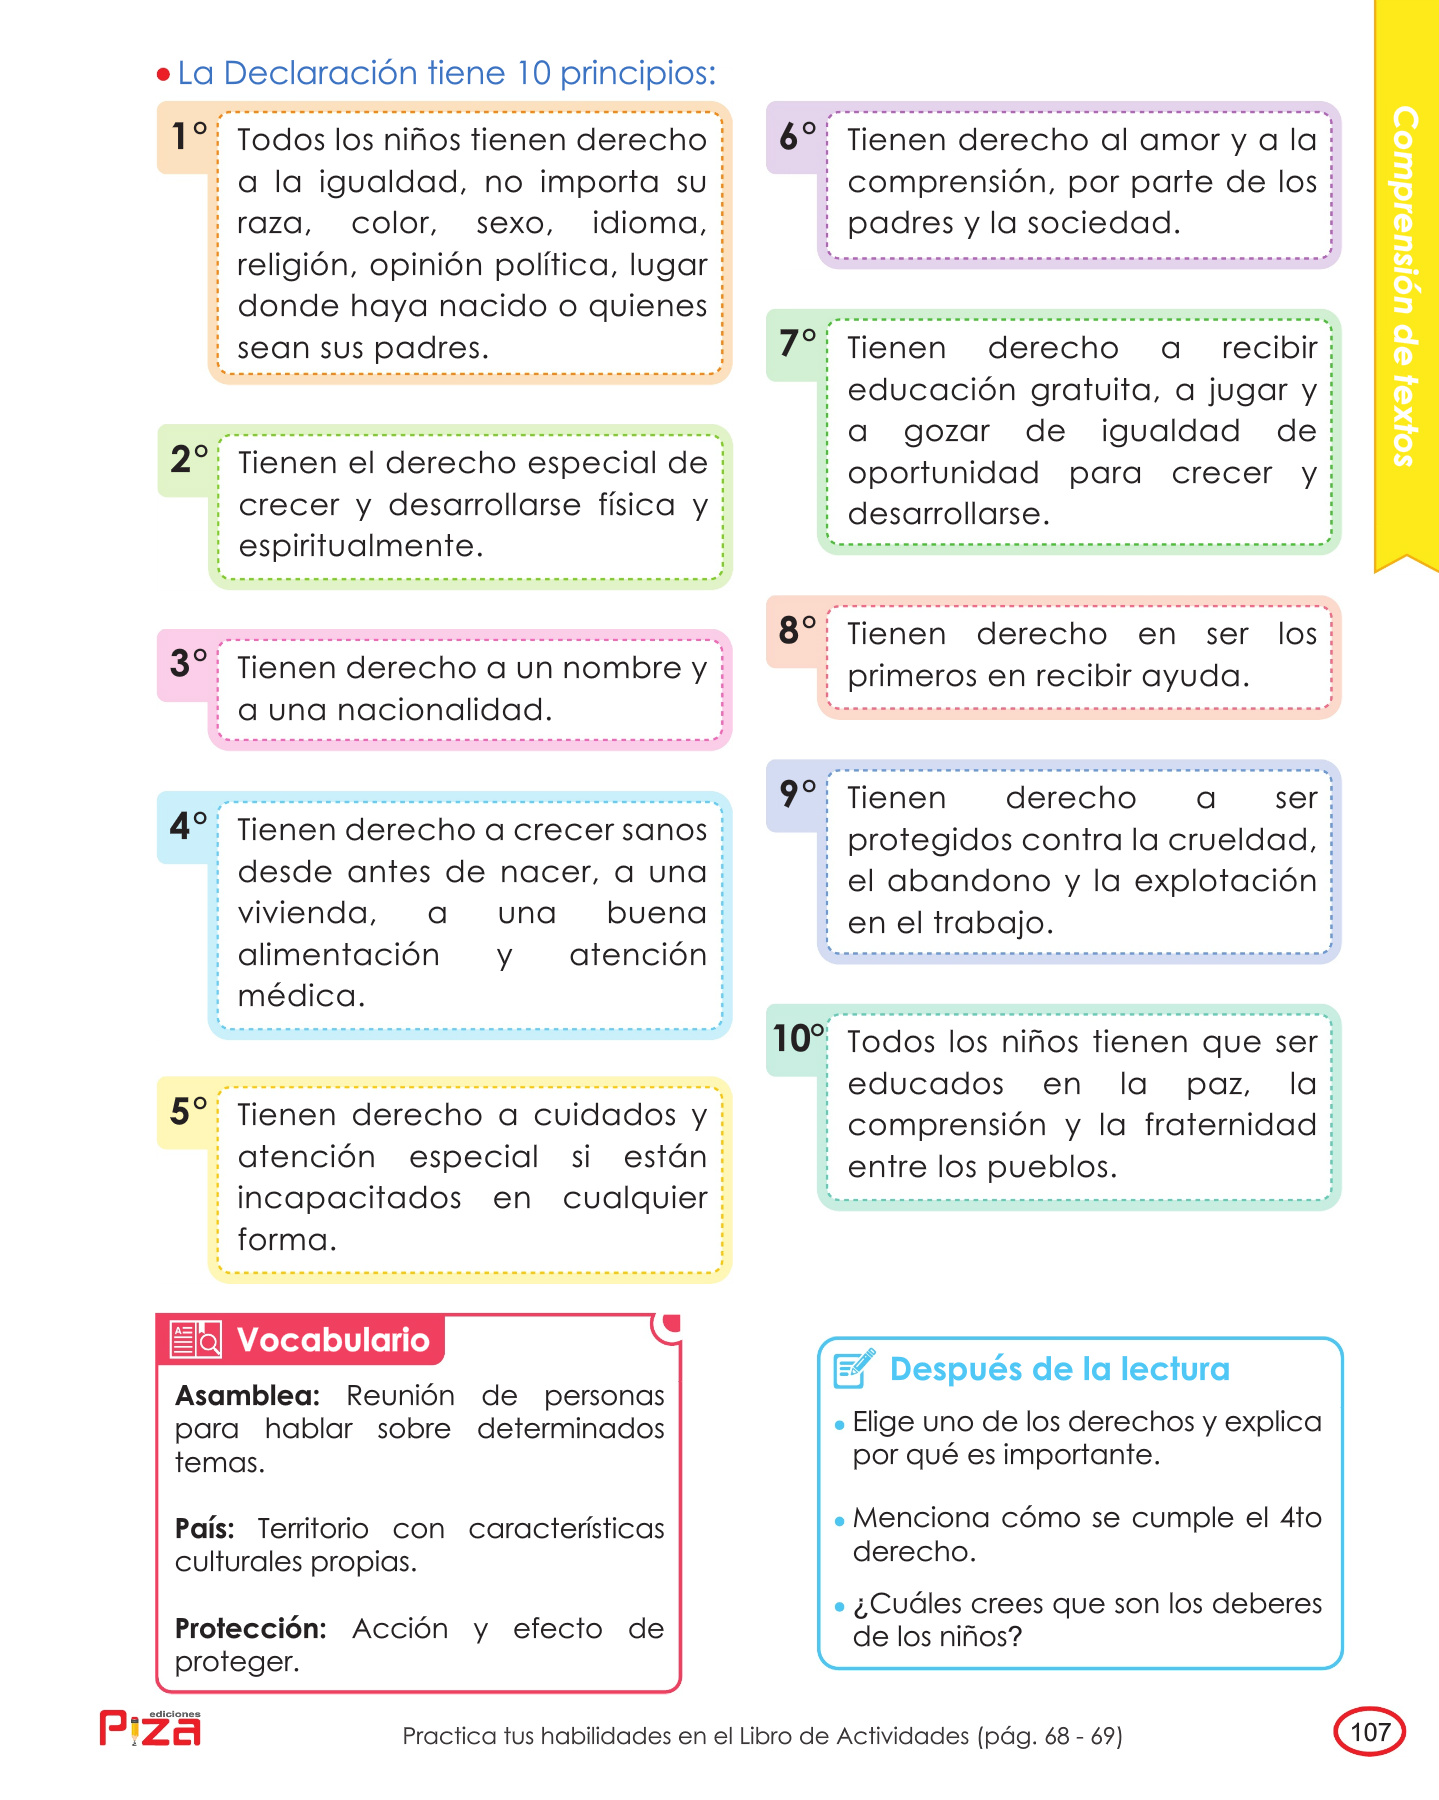 La Declaración tiene 10 principios:
1°
Todos los niños tienen derecho
a la igualdad, no importa su
raza, color, sexo, idioma,
religión, opinión política, lugar
donde haya nacido o quienes
sean sus padres.
2°
Tienen el derecho especial de
crecer y desarrollarse física y
espiritualmente.
3°
Tienen derecho a un nombre y
a una nacionalidad.
4°
Tienen derecho a crecer sanos
desde antes de nacer, a una
vivienda, a una buena
alimentación y atención
médica.
5°
Tienen derecho a cuidados y
atención especial si están
incapacitados en cualquier
forma.
6°
Tienen derecho al amor y a la
comprensión, por parte de los
padres y la sociedad.
7°
Tienen derecho a recibir
educación gratuita, a jugar y
a gozar de igualdad de
oportunidad para crecer y
desarrollarse.
8°
Tienen derecho en ser los
primeros en recibir ayuda.
9°
Tienen derecho a ser
protegidos contra la crueldad,
el abandono y la explotación
en el trabajo.
10°
Todos los niños tienen que ser
educados en la paz, la
comprensión y la fraternidad
entre los pueblos.
Comprensión de textos
Vocabulario
Asamblea: Reunión de personas
para hablar sobre determinados
temas.
País: Territorio con características
culturales propias.
Protección: Acción y efecto de
proteger.
Después de la lectura
Elige uno de los derechos y explica
por qué es importante.
Menciona cómo se cumple el 4to
derecho.
¿Cuáles crees que son los deberes
de los niños?
ediciones
PIZA
Practica tus habilidades en el Libro de Actividades (pág. 68 - 69)
107